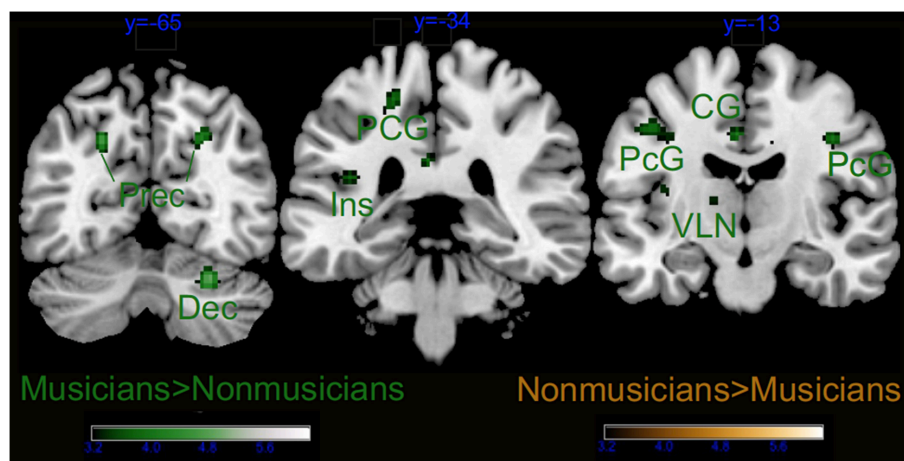 y=-65 y=-34 y=-13
CG
PCG
PcG PcG
Prec Ins
VLN
Dec
Musicians>Nonmusicians Nonmusicians>Musicians
3.2 4.0 4.8 5.6 3.2 4.0 4.8 5.6